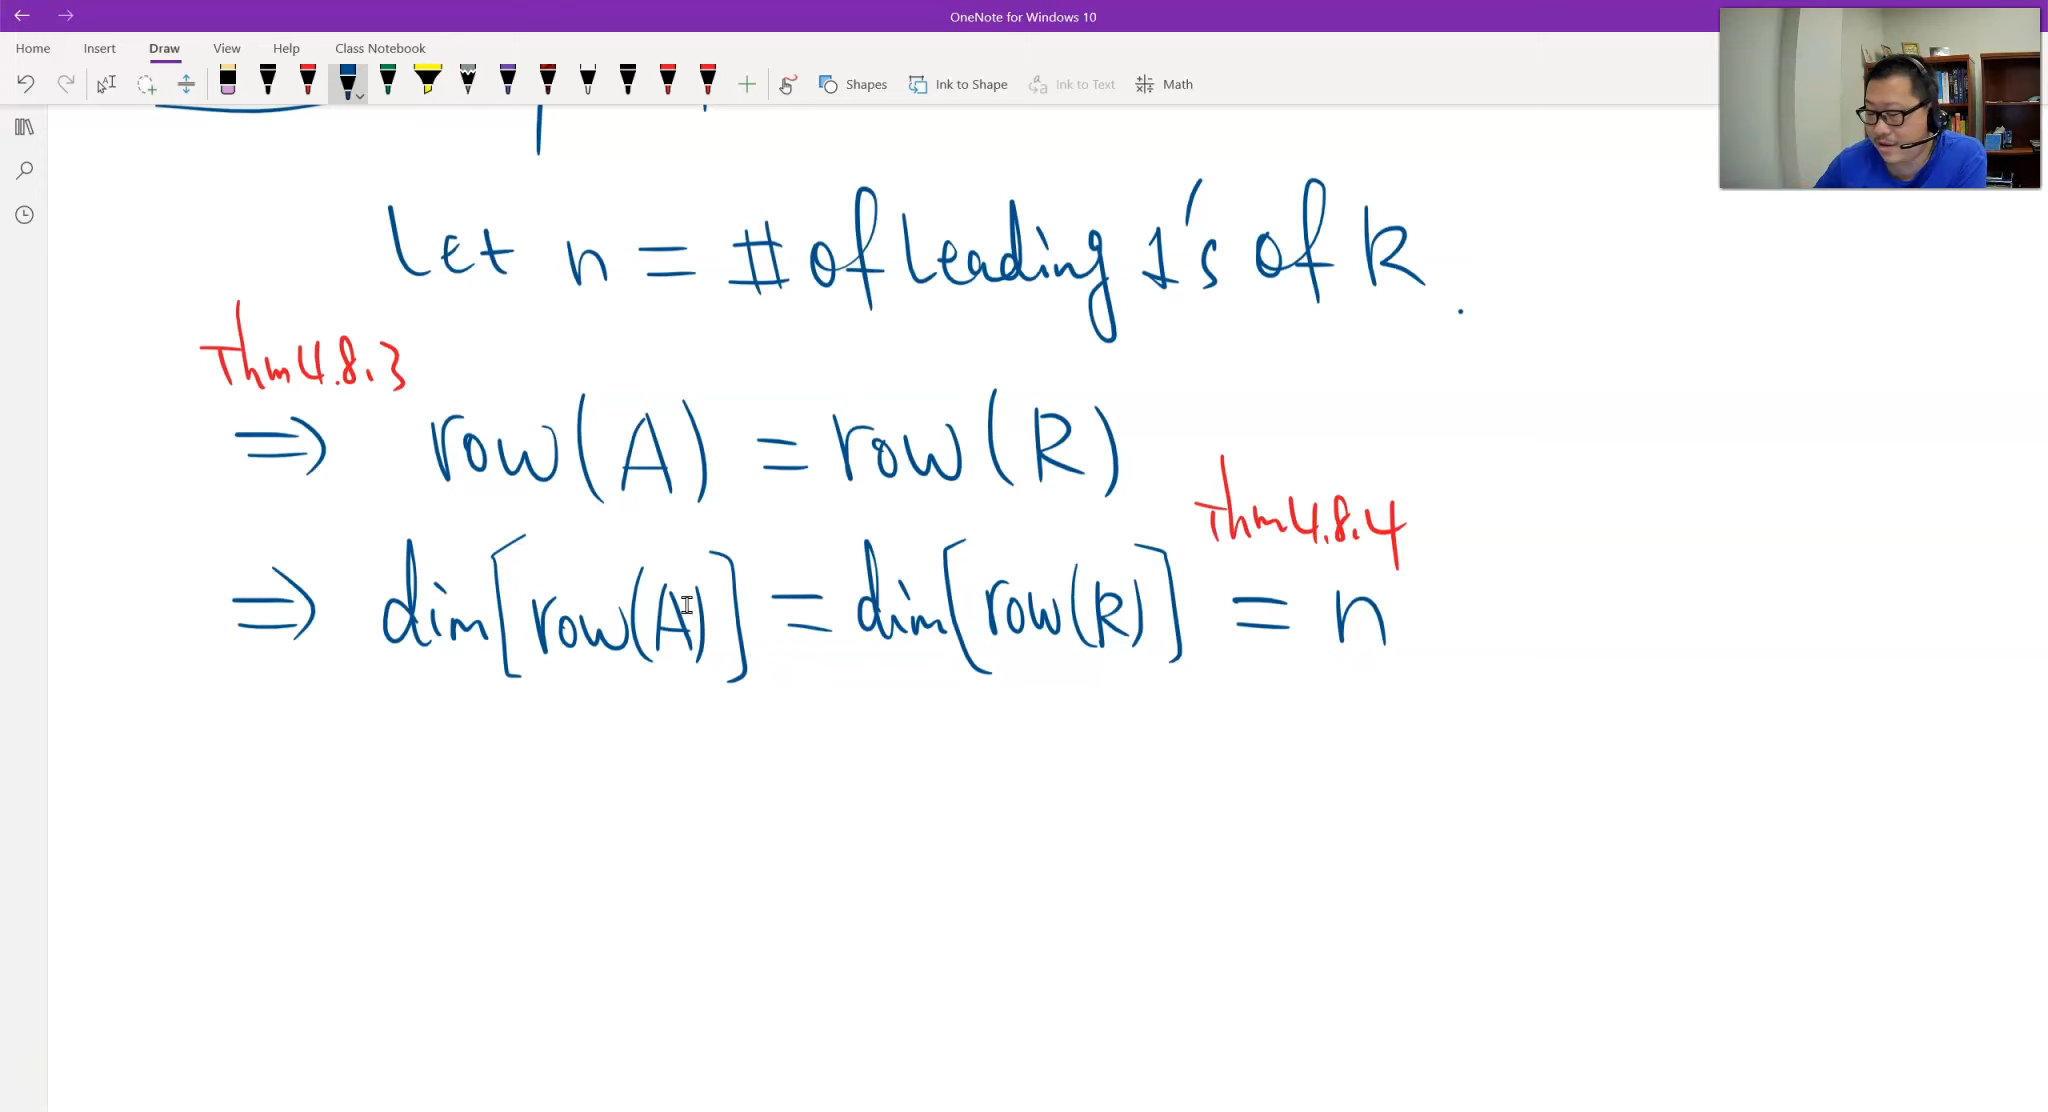 OneNote for Windows 10
Home Insert Draw View Help Class Notebook
Shapes Ink to Shape Ink to Text Math
Let n = # of leading 1's of R.
Thm 4.8.3
⇒ row(A) = row(R)
Thm 4.8.4
⇒ dim[row(A)] = dim[row(R)] = n